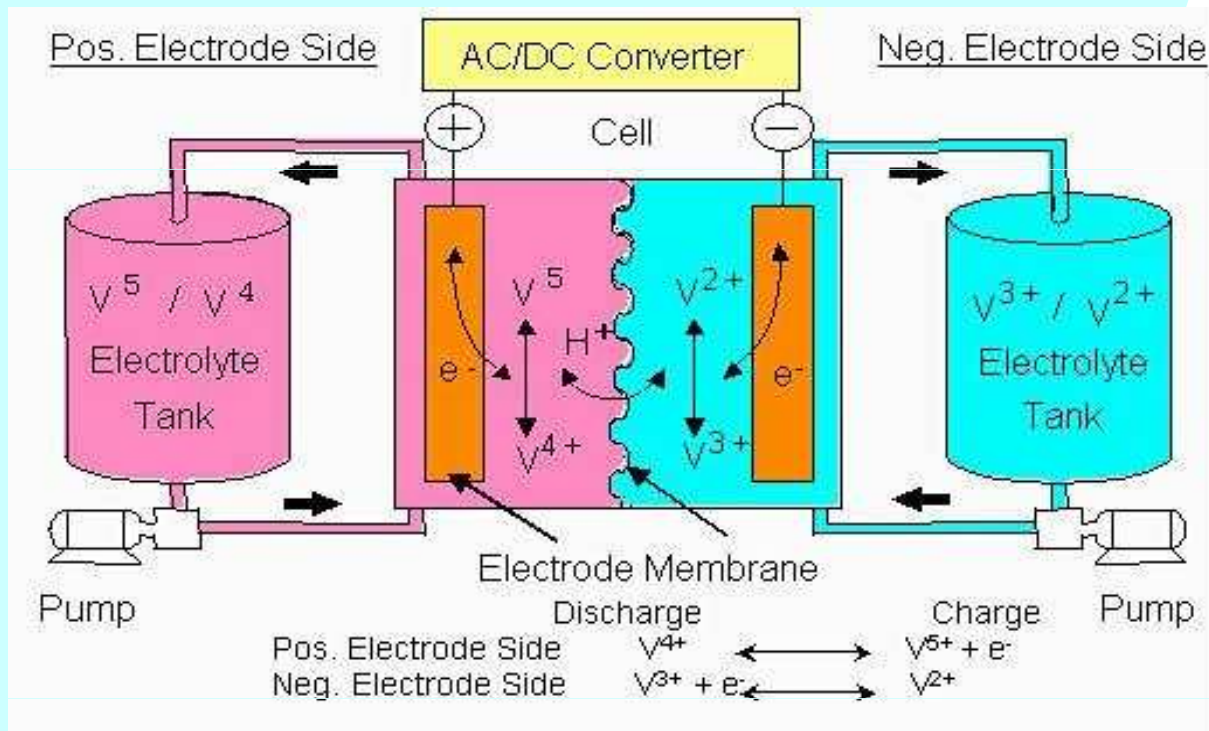 Pos. Electrode Side
AC/DC Converter
Neg. Electrode Side
+
Cell
−
V⁵ / V⁴
Electrolyte
Tank
V⁵
H⁺
V⁴⁺
e⁻
V²⁺
V³⁺
e⁻
V³⁺ / V²⁺
Electrolyte
Tank
Electrode Membrane
Pump
Pump
Discharge Charge
Pos. Electrode Side V⁴⁺ ⟷ V⁵⁺ + e⁻
Neg. Electrode Side V³⁺ + e⁻ ⟷ V²⁺